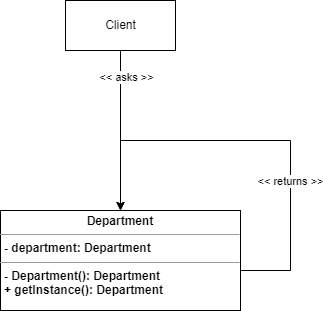 Client
<< asks >>
<< returns >>
Department
- department: Department
- Department(): Department
+ getInstance(): Department